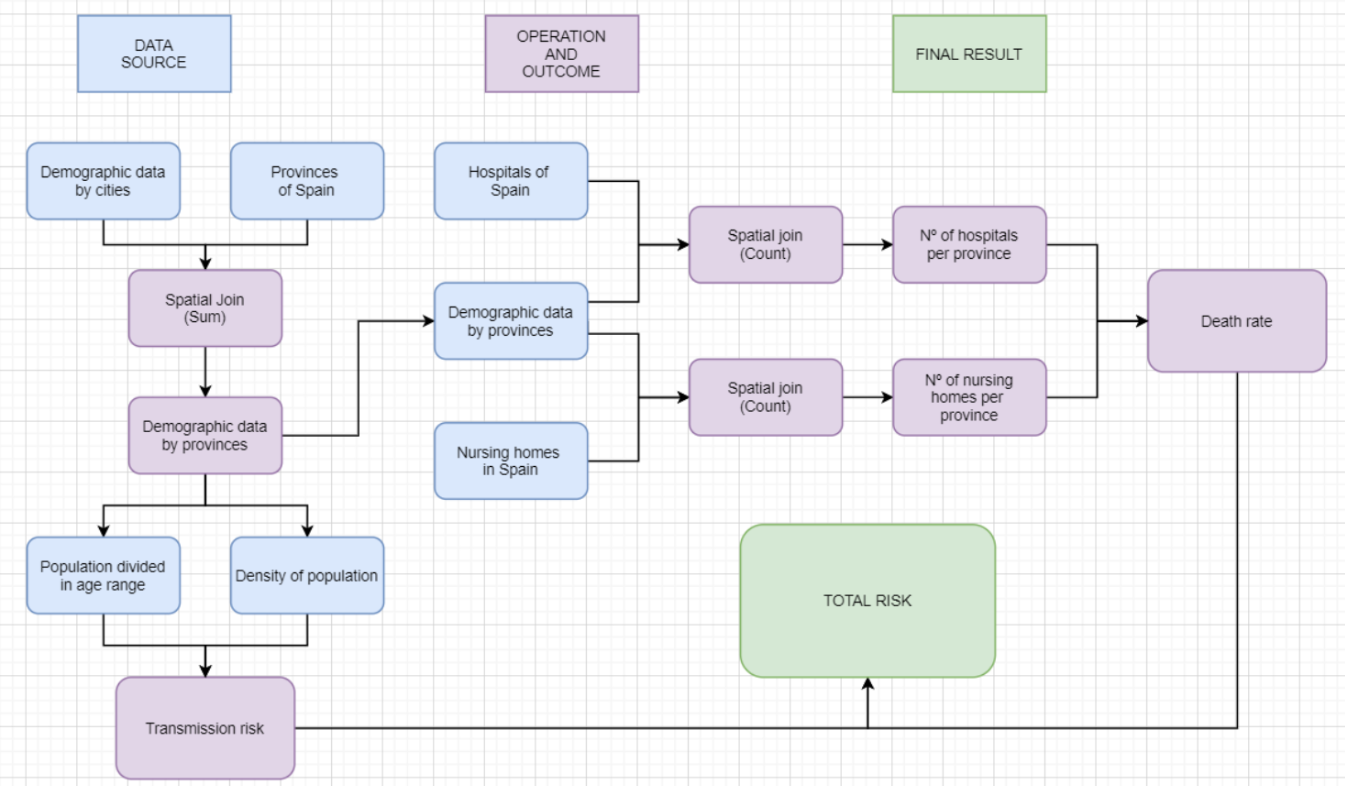 DATA
SOURCE
OPERATION
AND
OUTCOME
FINAL RESULT
Demographic data
by cities
Provinces
of Spain
Hospitals of
Spain
Spatial join
(Count)
Nº of hospitals
per province
Spatial Join
(Sum)
Demographic data
by provinces
Death rate
Spatial join
(Count)
Nº of nursing
homes per
province
Demographic data
by provinces
Nursing homes
in Spain
Population divided
in age range
Density of population
TOTAL RISK
Transmission risk